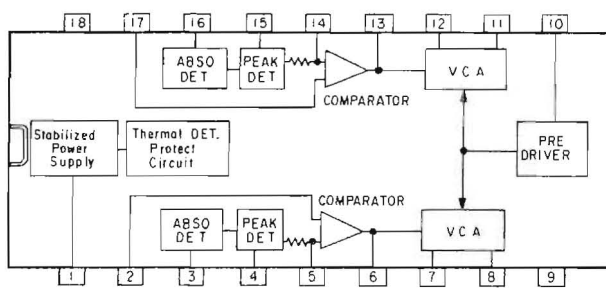 18 17 16 15 14 13 12 11 10
ABSO
DET
PEAK
DET
VCA
COMPARATOR
Stabilized
Power
Supply
Thermal DET.
Protect
Circuit
PRE
DRIVER
COMPARATOR
ABSO
DET
PEAK
DET
VCA
1 2 3 4 5 6 7 8 9